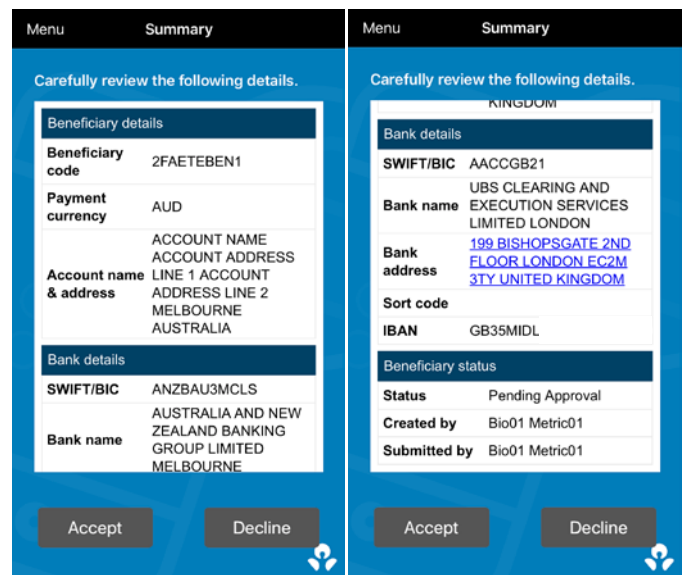 Menu Summary
Carefully review the following details.
Beneficiary details
Beneficiary code 2FAETEBEN1
Payment currency AUD
Account name & address ACCOUNT NAME
ACCOUNT ADDRESS
LINE 1 ACCOUNT
ADDRESS LINE 2
MELBOURNE
AUSTRALIA
Bank details
SWIFT/BIC ANZBAU3MCLS
Bank name AUSTRALIA AND NEW
ZEALAND BANKING
GROUP LIMITED
MELBOURNE
Accept Decline
Menu Summary
Carefully review the following details.
KINGDOM
Bank details
SWIFT/BIC AACCGB21
Bank name UBS CLEARING AND
EXECUTION SERVICES
LIMITED LONDON
Bank address 199 BISHOPSGATE 2ND
FLOOR LONDON EC2M
3TY UNITED KINGDOM
Sort code
IBAN GB35MIDL
Beneficiary status
Status Pending Approval
Created by Bio01 Metric01
Submitted by Bio01 Metric01
Accept Decline